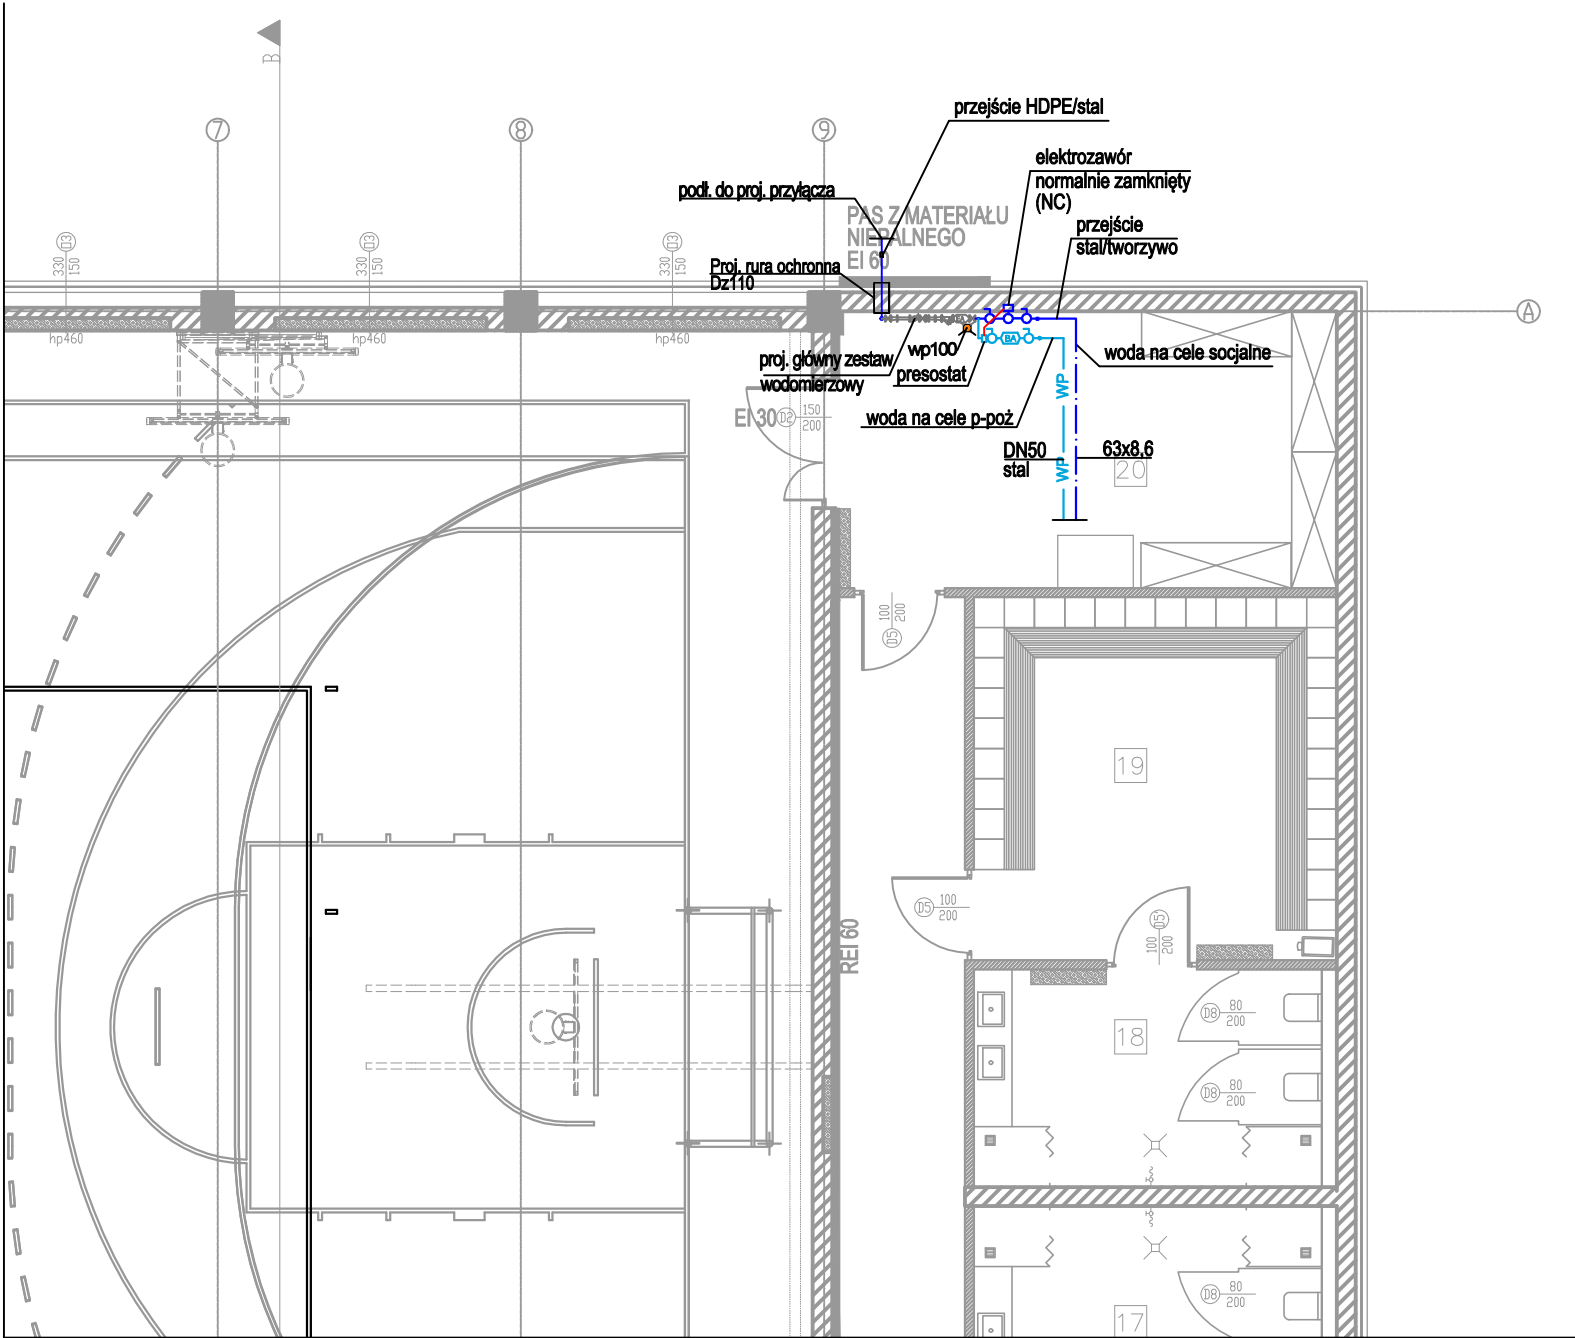 B
7
8
9
przejście HDPE/stal
elektrozawór
normalnie zamknięty
(NC)
podł. do proj. przyłącza
PAS Z MATERIAŁU
NIEPALNEGO
EI 60
przejście
stal/tworzywo
D3
330
150
D3
330
150
D3
330
150
Proj. rura ochronna
Dz110
A
hp460
hp460
hp460
BA
wp100
proj. główny zestaw
wodomierzowy
presostat
woda na cele socjalne
WP
EI 30
D2
150
200
woda na cele p-poż
DN50
stal
WP
63x8,6
20
100
200
D5
19
D5
100
200
REI 60
D5
100
200
18
D8
80
200
D8
80
200
D8
80
200
17